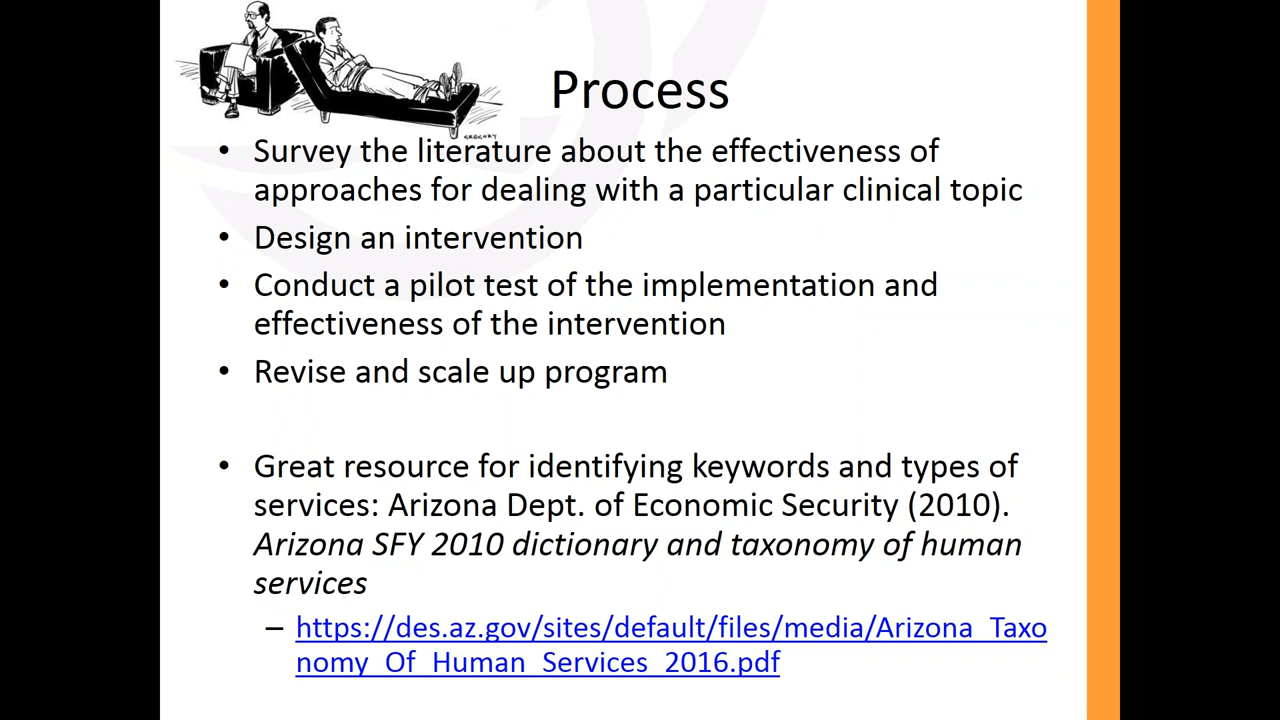 GREGORY
Process
• Survey the literature about the effectiveness of
approaches for dealing with a particular clinical topic
• Design an intervention
• Conduct a pilot test of the implementation and
effectiveness of the intervention
• Revise and scale up program
• Great resource for identifying keywords and types of
services: Arizona Dept. of Economic Security (2010).
Arizona SFY 2010 dictionary and taxonomy of human
services
– https://des.az.gov/sites/default/files/media/Arizona_Taxo
nomy_Of_Human_Services_2016.pdf